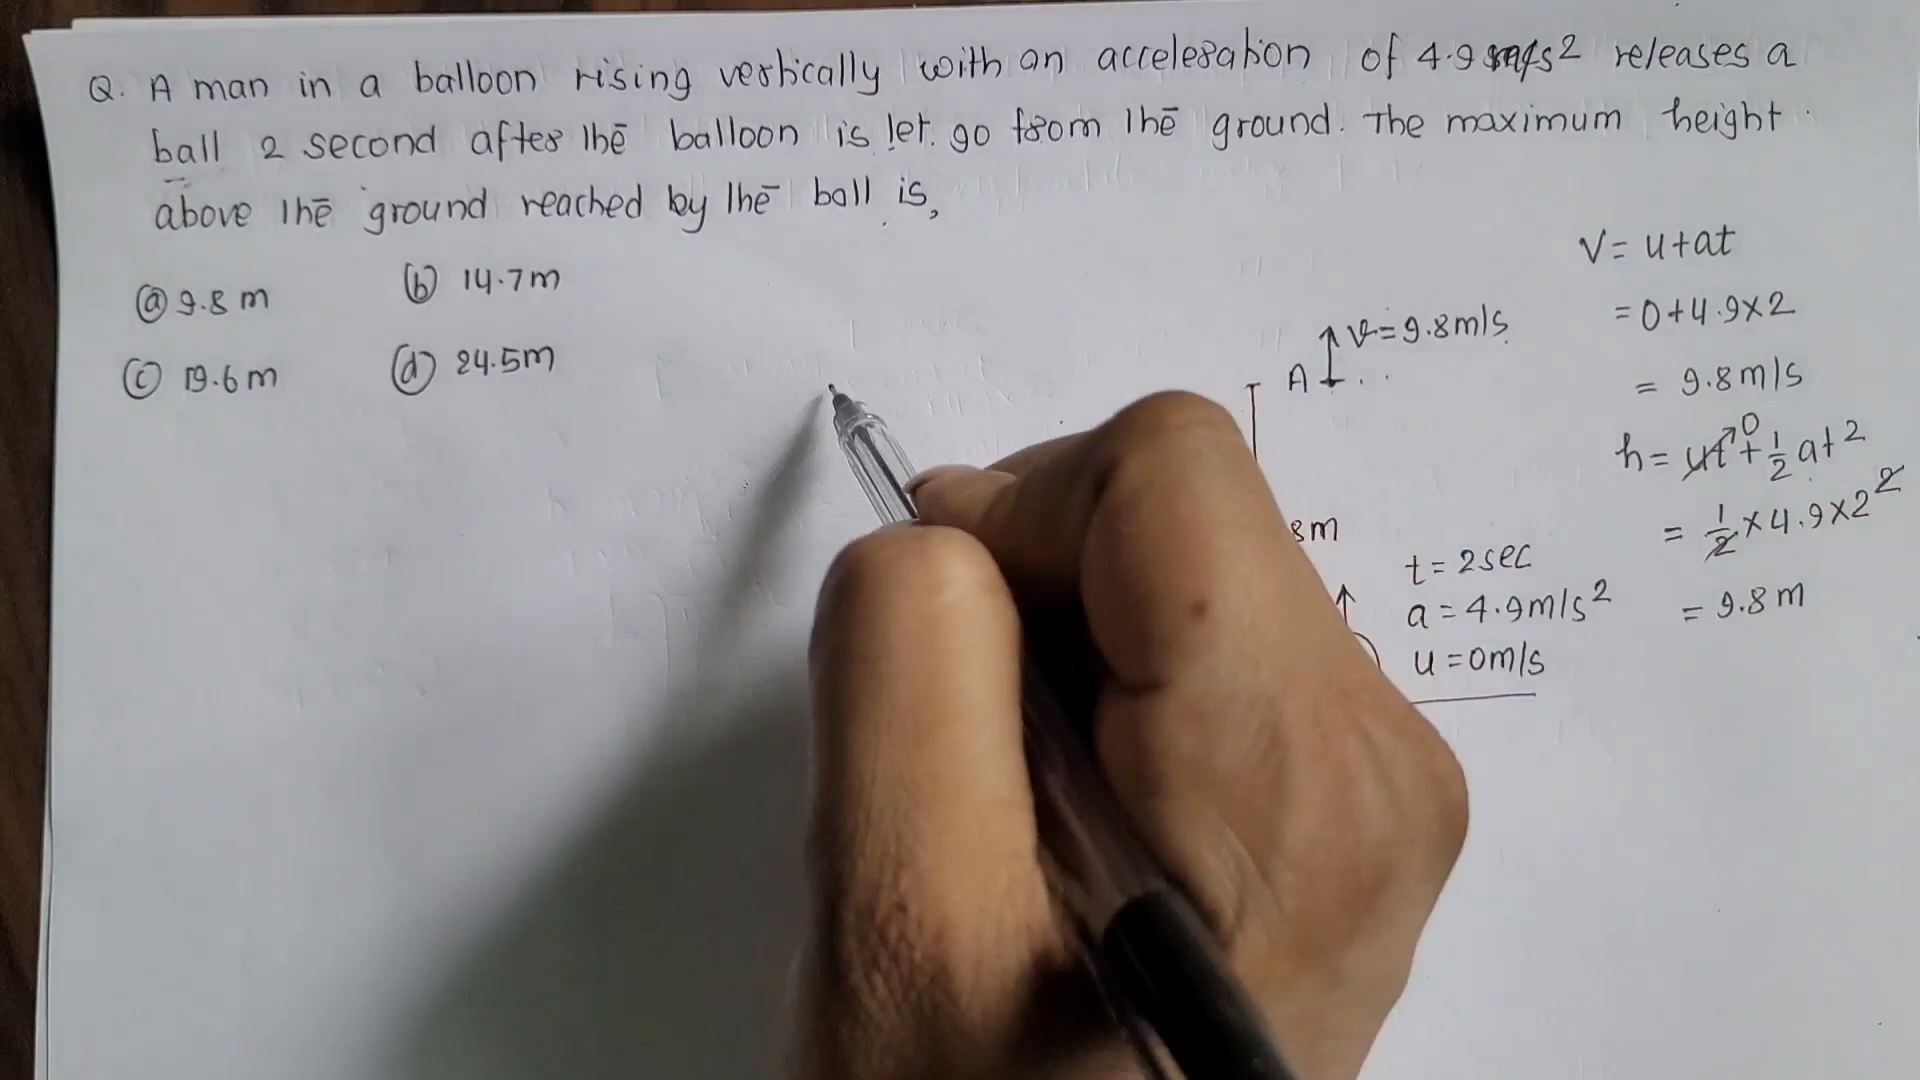 Q. A man in a balloon rising vertically with an acceleration of 4.9 m/s2 releases a
ball 2 second after the balloon is let go from the ground. The maximum height
above the ground reached by the ball is,
(a) 9.8 m
(b) 14.7m
(c) 19.6 m
(d) 24.5m
A
v=9.8m/s
8m
t = 2sec
a = 4.9m/s²
u = 0m/s
V = u+at
= 0+4.9×2
= 9.8m/s
h = ut⁰ + 1/2 at²
= 1/2 × 4.9 × 2²
= 9.8 m